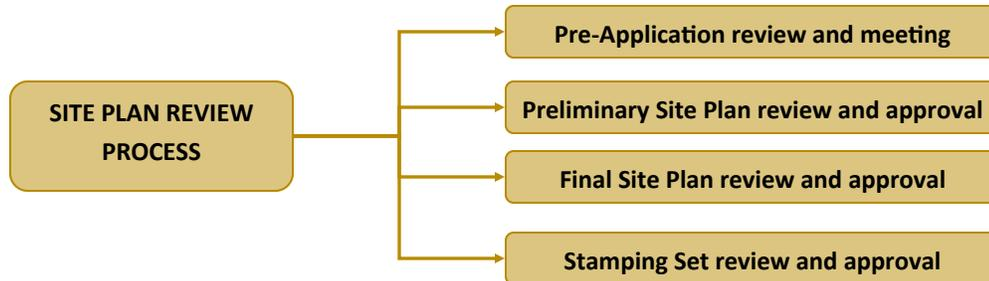 SITE PLAN REVIEW
PROCESS
Pre-Application review and meeting
Preliminary Site Plan review and approval
Final Site Plan review and approval
Stamping Set review and approval